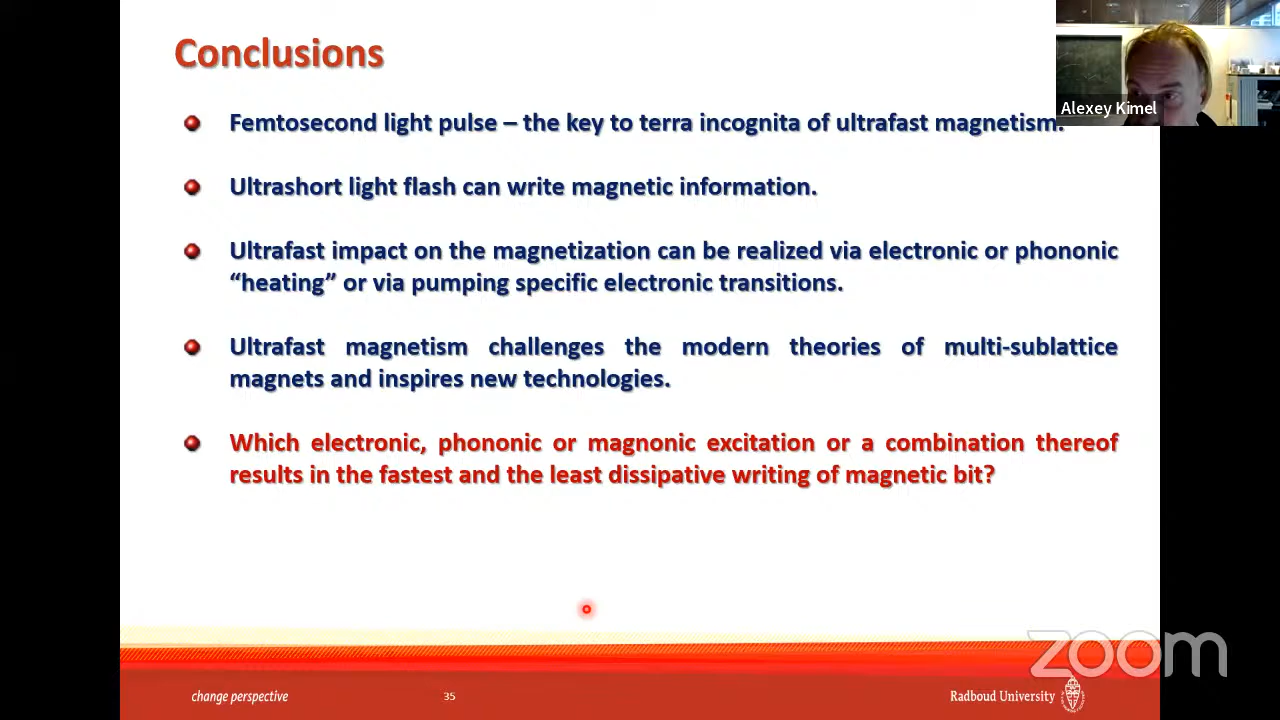 Conclusions
Alexey Kimel
Femtosecond light pulse – the key to terra incognita of ultrafast magnetism.
Ultrashort light flash can write magnetic information.
Ultrafast impact on the magnetization can be realized via electronic or phononic
“heating” or via pumping specific electronic transitions.
Ultrafast magnetism challenges the modern theories of multi-sublattice
magnets and inspires new technologies.
Which electronic, phononic or magnonic excitation or a combination thereof
results in the fastest and the least dissipative writing of magnetic bit?
zoom
change perspective
35
Radboud University